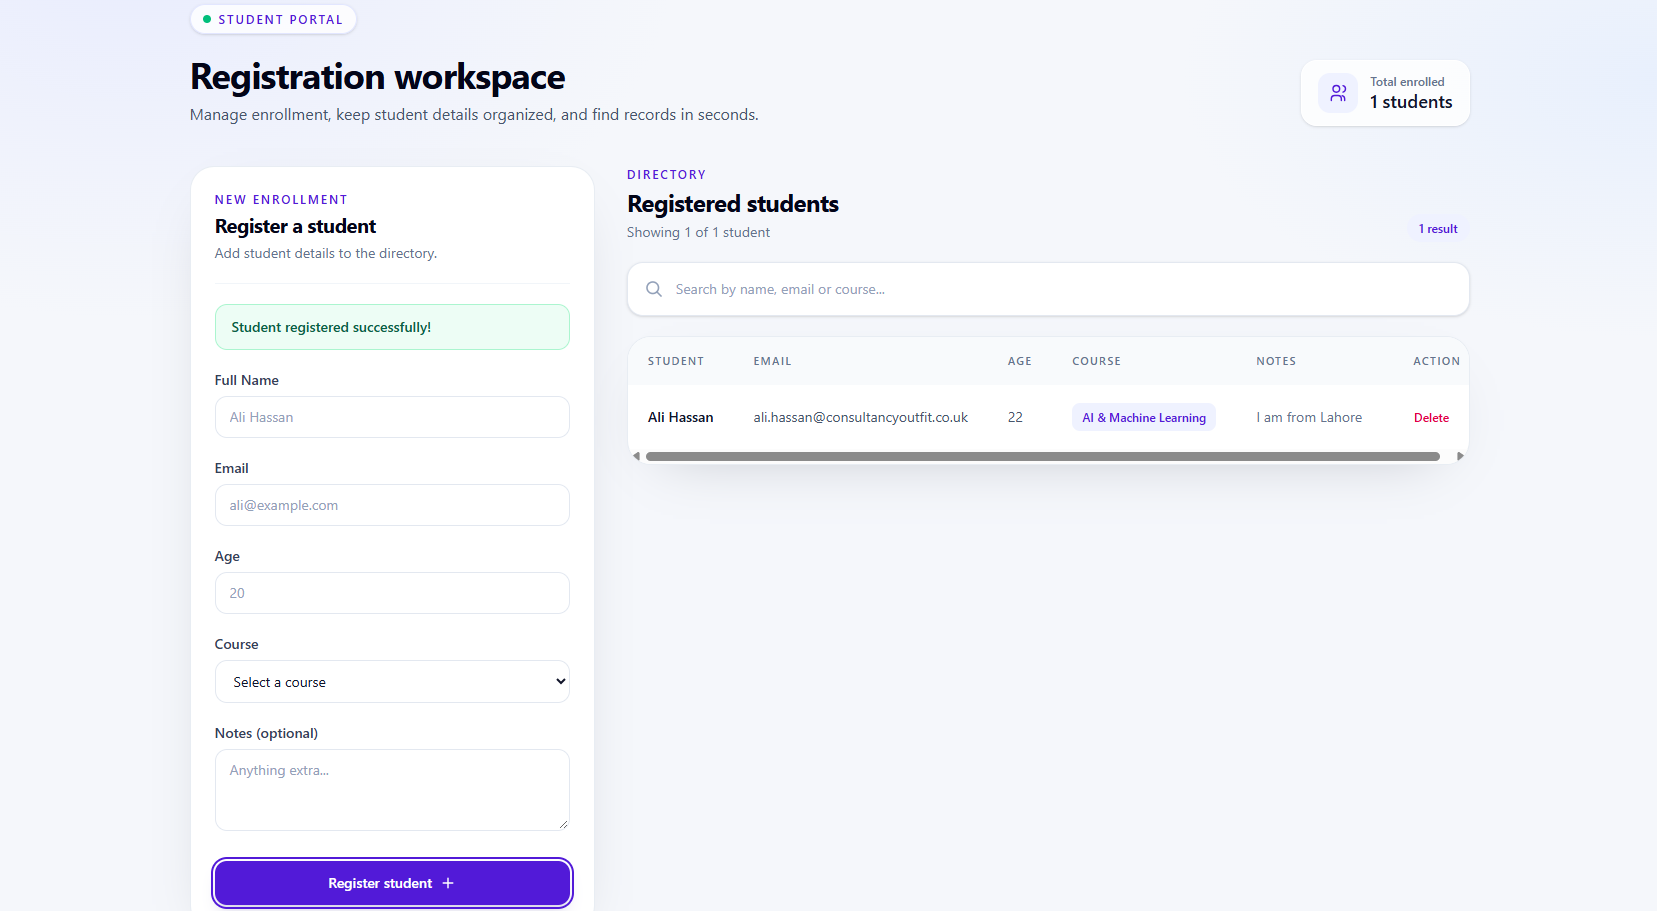 STUDENT PORTAL
Registration workspace
Manage enrollment, keep student details organized, and find records in seconds.
Total enrolled
1 students
NEW ENROLLMENT
Register a student
Add student details to the directory.
Student registered successfully!
Full Name
Ali Hassan
Email
ali@example.com
Age
20
Course
Select a course
Notes (optional)
Anything extra...
Register student +
DIRECTORY
Registered students
Showing 1 of 1 student
1 result
Search by name, email or course...
STUDENT EMAIL AGE COURSE NOTES ACTION
Ali Hassan ali.hassan@consultancyoutfit.co.uk 22 AI & Machine Learning I am from Lahore Delete